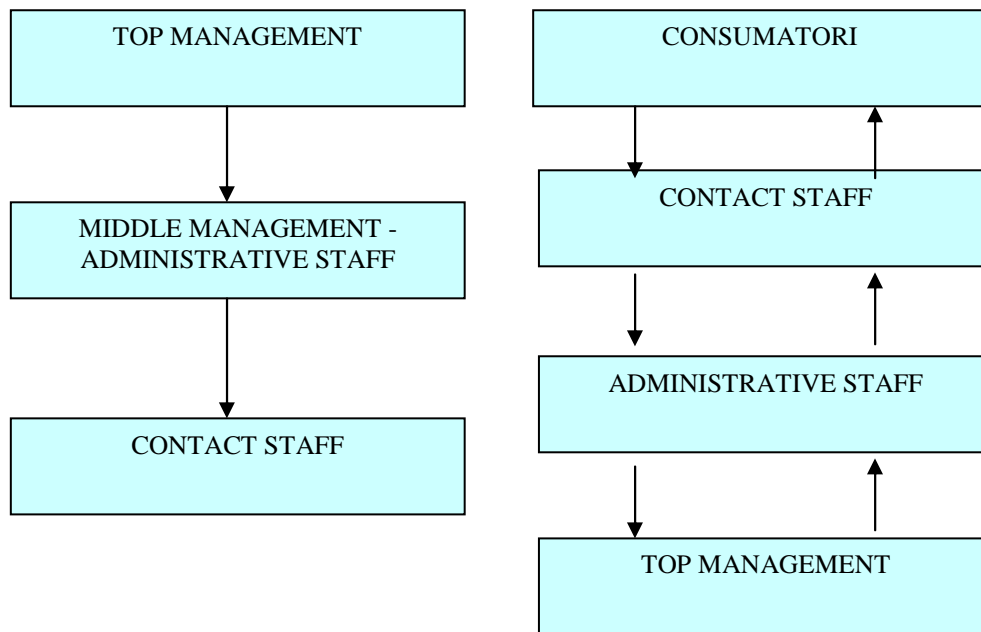 TOP MANAGEMENT
MIDDLE MANAGEMENT -
ADMINISTRATIVE STAFF
CONTACT STAFF
CONSUMATORI
CONTACT STAFF
ADMINISTRATIVE STAFF
TOP MANAGEMENT